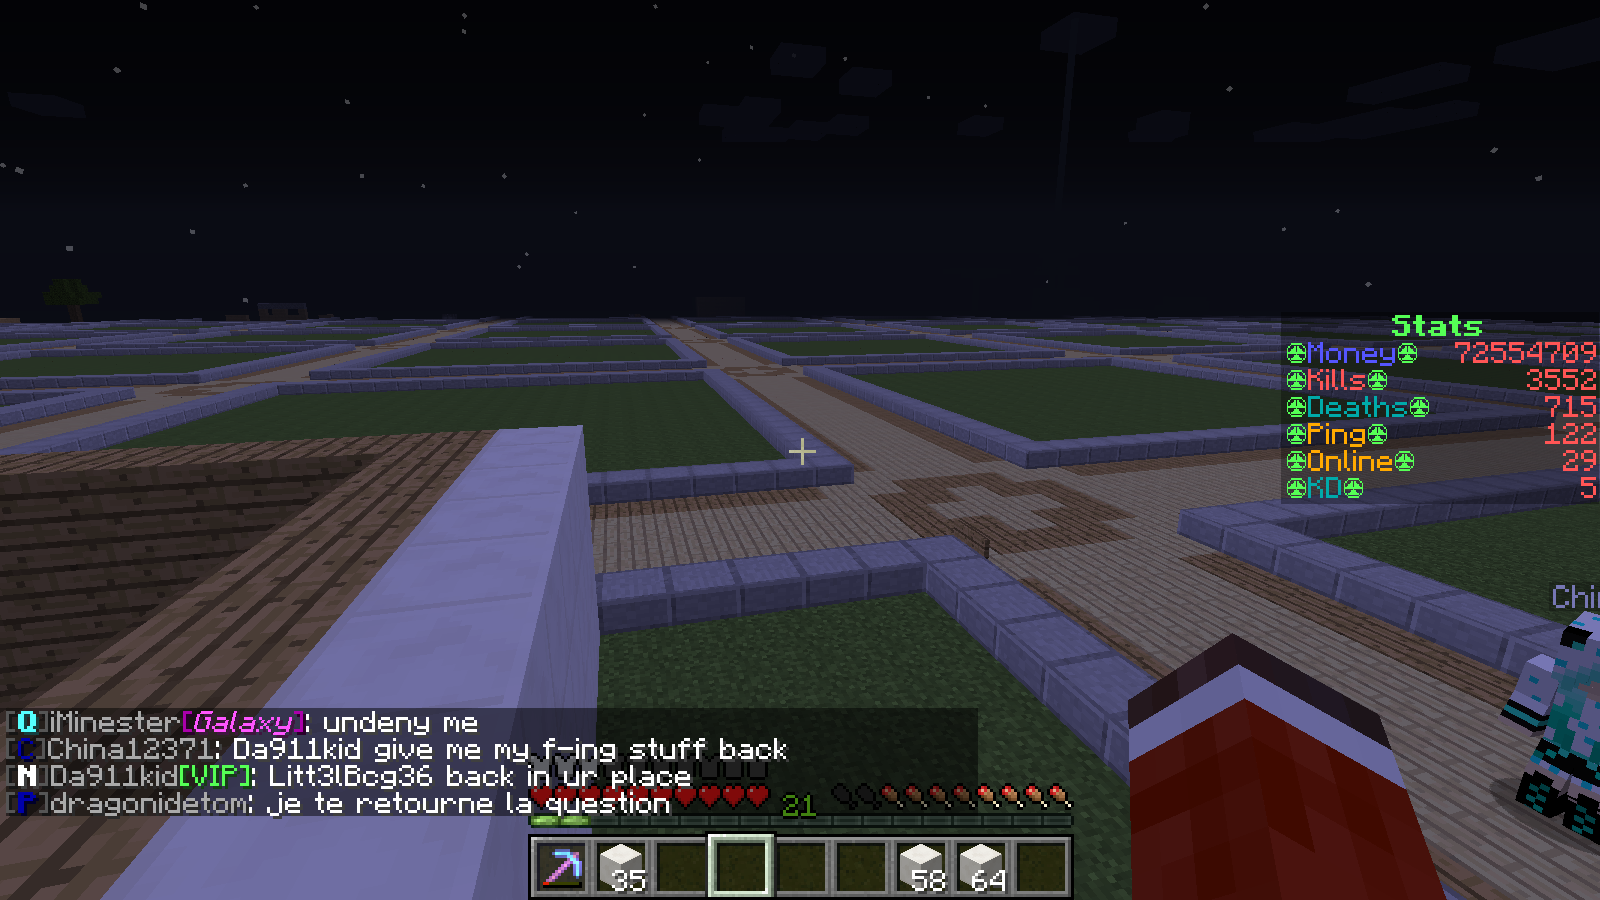 Stats
Money 72554709
Kills 3552
Deaths 715
Ping 122
Online 29
KD 5
Chi
[Q]iMinester[Galaxy]: undeny me
[C]China12371: Da911kid give me my f-ing stuff back
[N]Da911kid[VIP]: Litt3lBcg36 back in ur place
[P]dragonidetom: je te retourne la question
21
35
58
64